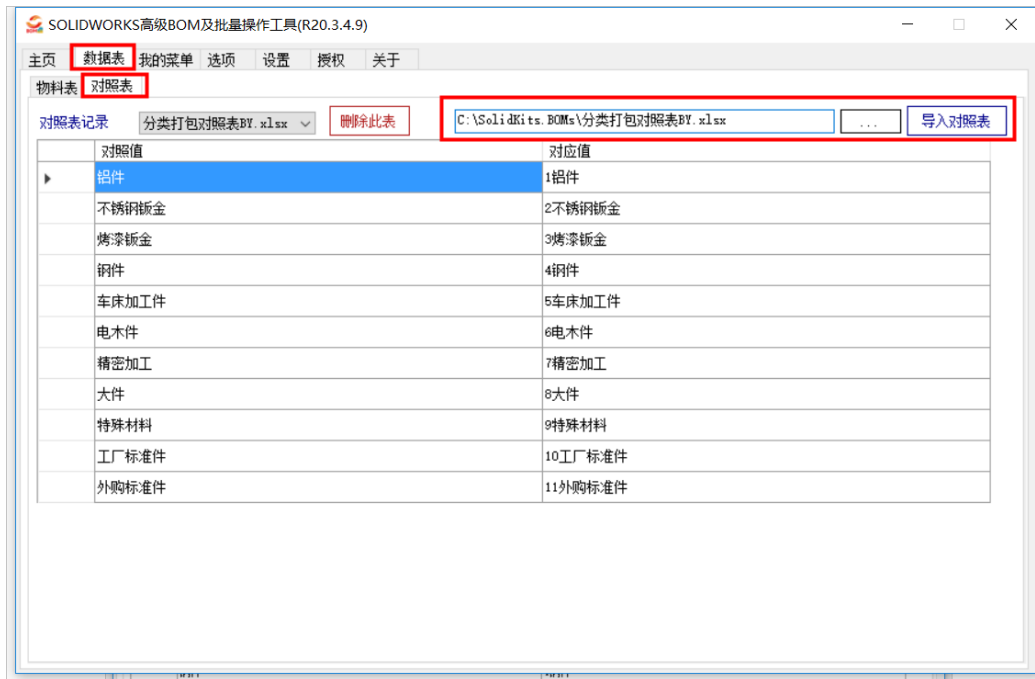 SOLIDWORKS高级BOM及批量操作工具(R20.3.4.9)
主页 数据表 我的菜单 选项 设置 授权 关于
物料表 对照表
对照表记录 分类打包对照表BY.xlsx 删除此表 C:\SolidKits.BOMs\分类打包对照表BY.xlsx ... 导入对照表
对照值 对应值
铝件 1铝件
不锈钢钣金 2不锈钢钣金
烤漆钣金 3烤漆钣金
钢件 4钢件
车床加工件 5车床加工件
电木件 6电木件
精密加工 7精密加工
大件 8大件
特殊材料 9特殊材料
工厂标准件 10工厂标准件
外购标准件 11外购标准件